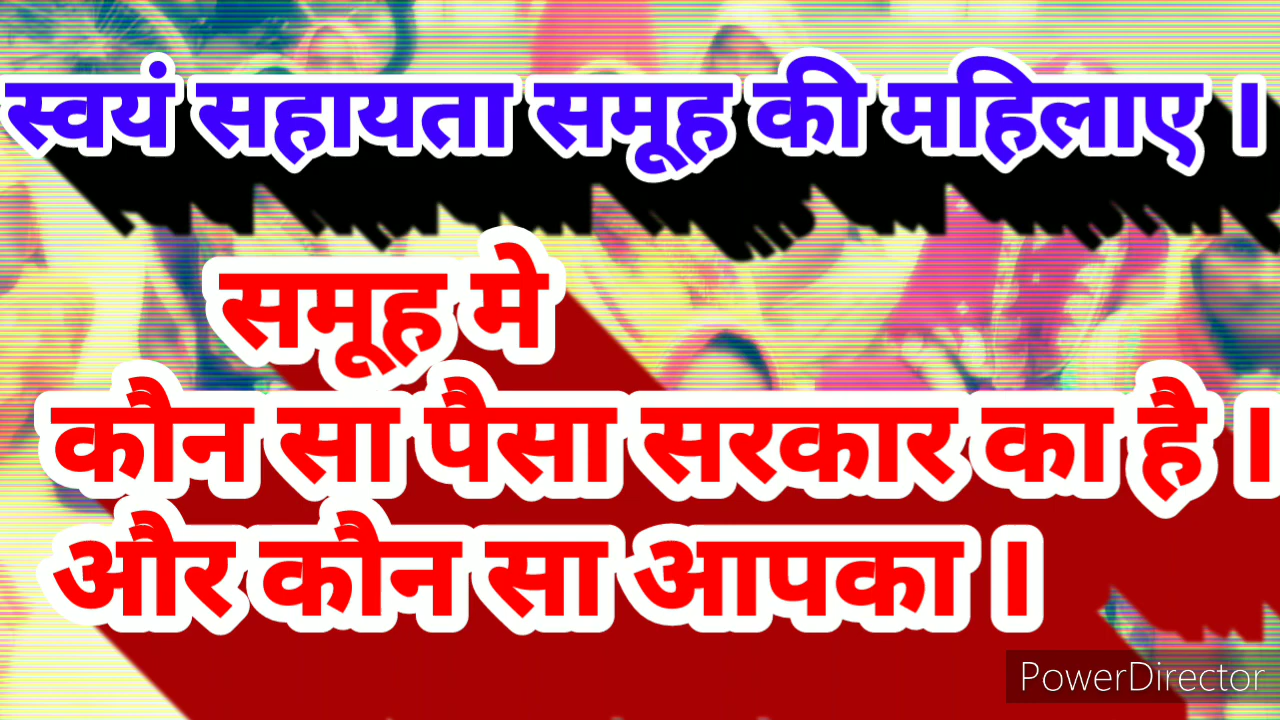 स्वयं सहायता समूह की महिलाए ।
समूह मे
कौन सा पैसा सरकार का है ।
और कौन सा आपका ।
PowerDirector